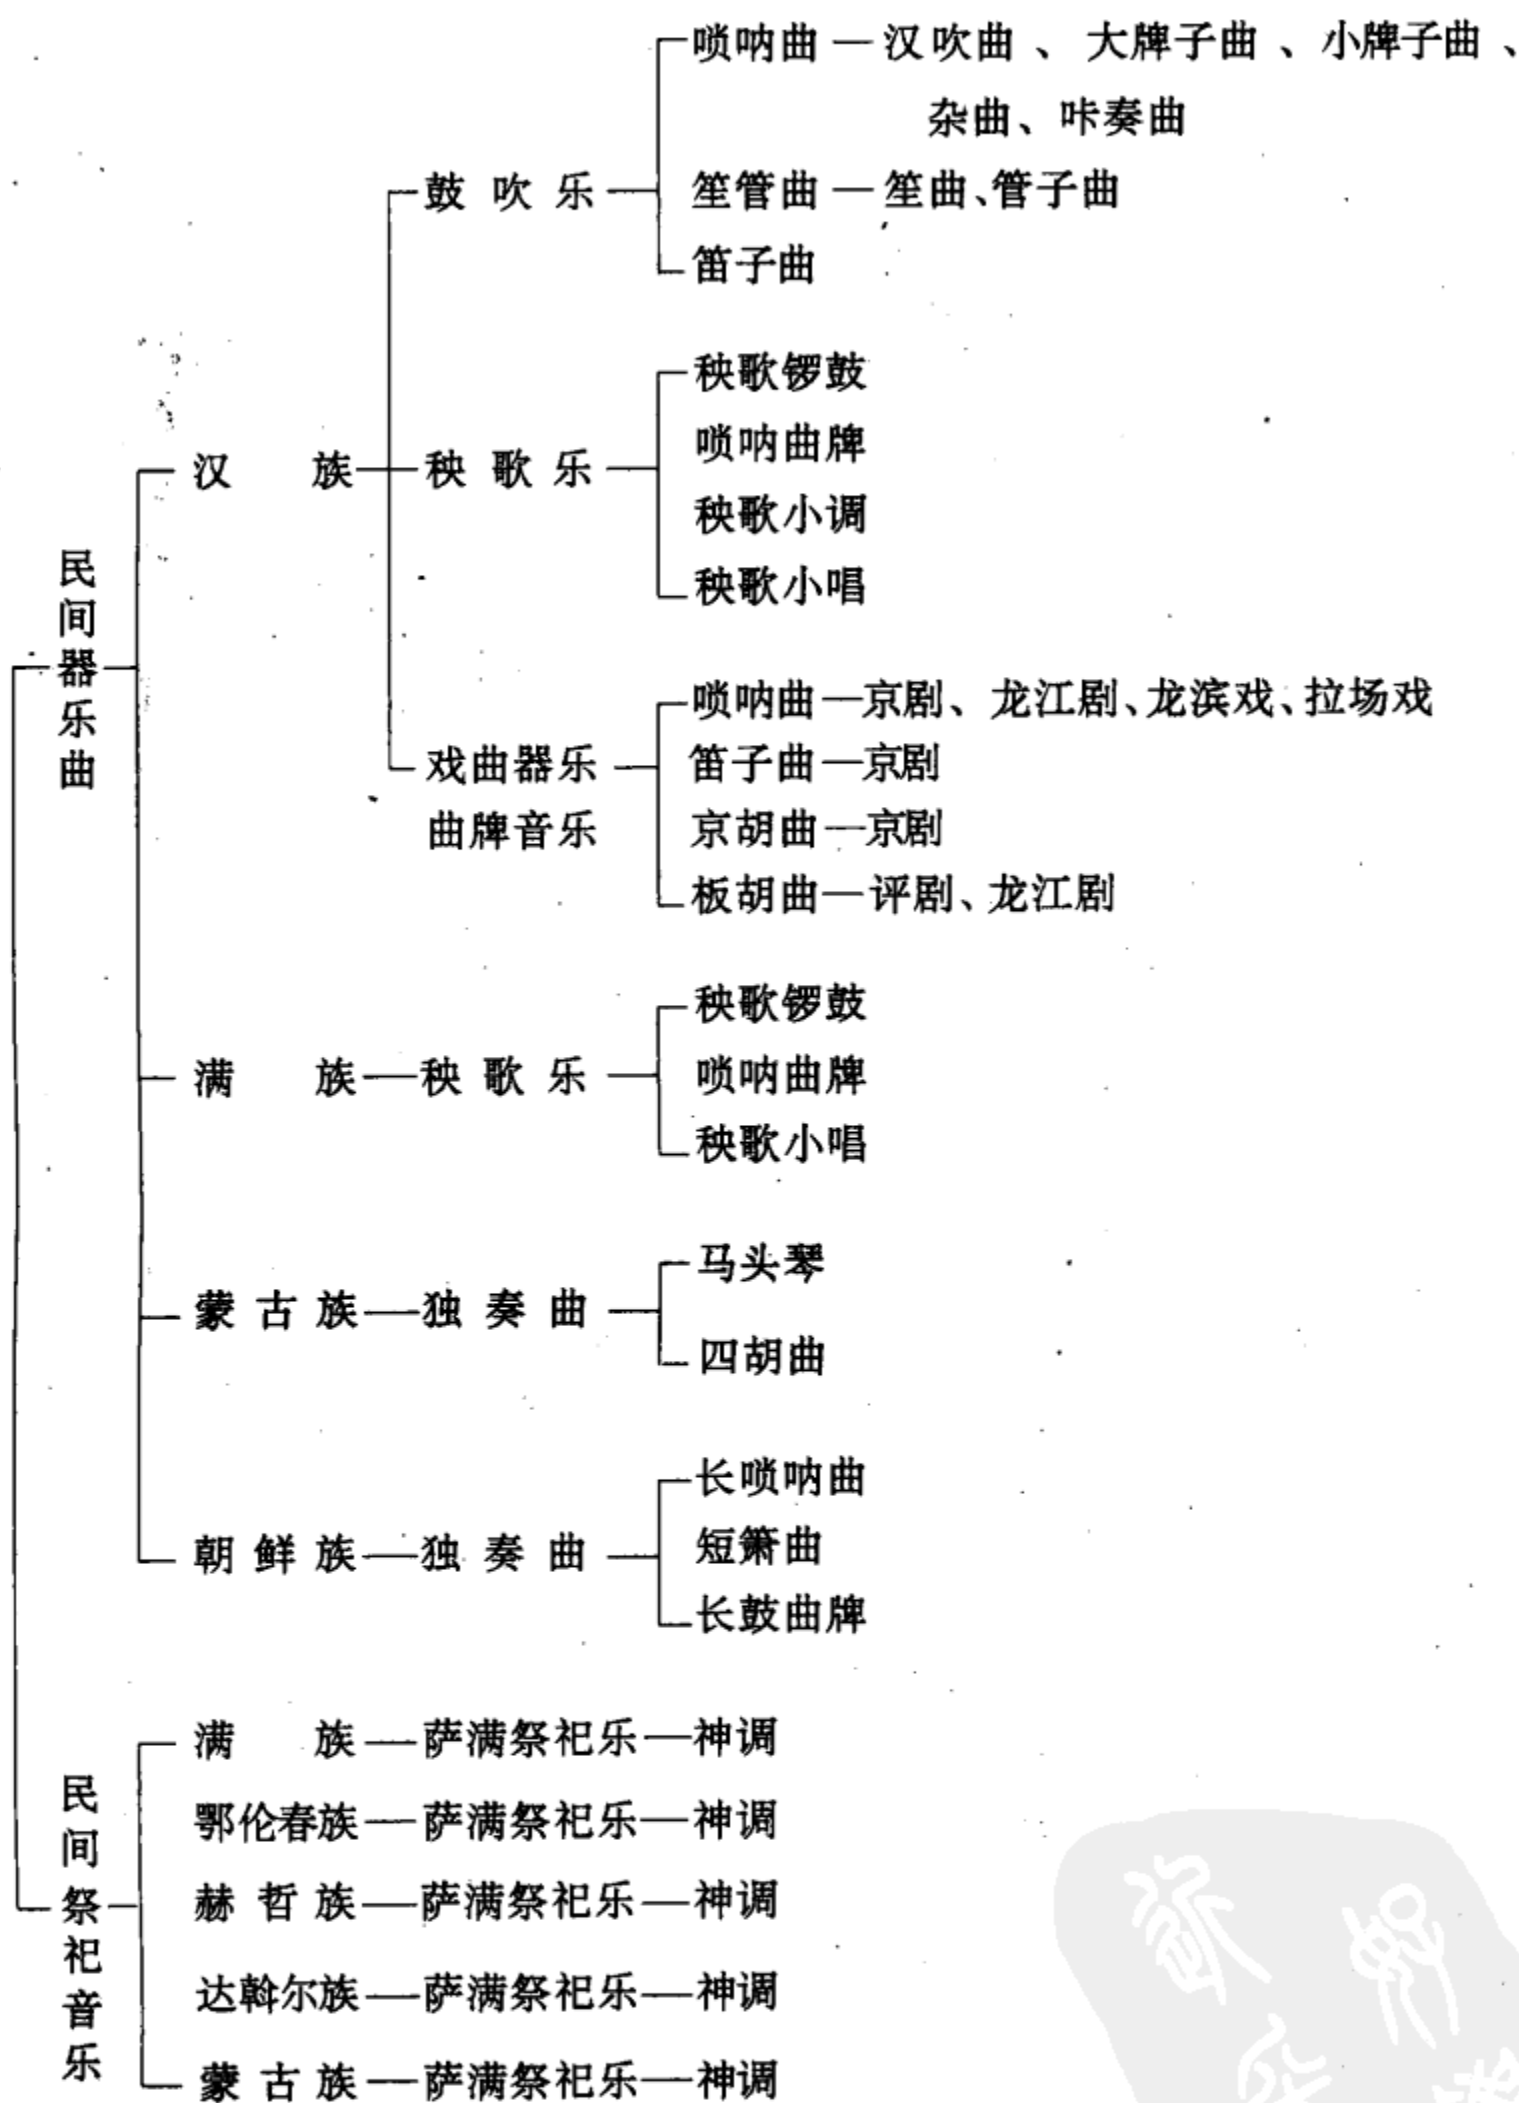 唢呐曲—汉吹曲、大牌子曲、小牌子曲、
杂曲、咔奏曲
鼓吹乐—笙管曲—笙曲、管子曲
笛子曲
秧歌锣鼓
唢呐曲牌
汉族—秧歌乐
秧歌小调
秧歌小唱
民间器乐曲
唢呐曲—京剧、龙江剧、龙滨戏、拉场戏
戏曲器乐—笛子曲—京剧
曲牌音乐 京胡曲—京剧
板胡曲—评剧、龙江剧
秧歌锣鼓
满族—秧歌乐—唢呐曲牌
秧歌小唱
马头琴
蒙古族—独奏曲
四胡曲
长唢呐曲
朝鲜族—独奏曲—短箫曲
长鼓曲牌
民间祭祀音乐
满族—萨满祭祀乐—神调
鄂伦春族—萨满祭祀乐—神调
赫哲族—萨满祭祀乐—神调
达斡尔族—萨满祭祀乐—神调
蒙古族—萨满祭祀乐—神调